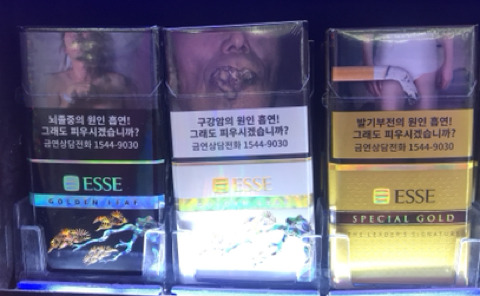 뇌졸중의 원인 흡연!
그래도 피우시겠습니까?
금연상담전화 1544-9030
ESSE
GOLDEN LEAF
구강암의 원인 흡연!
그래도 피우시겠습니까?
금연상담전화 1544-9030
ESSE
발기부전의 원인 흡연!
그래도 피우시겠습니까?
금연상담전화 1544-9030
ESSE
SPECIAL GOLD
THE LEADER'S SIGNATURE